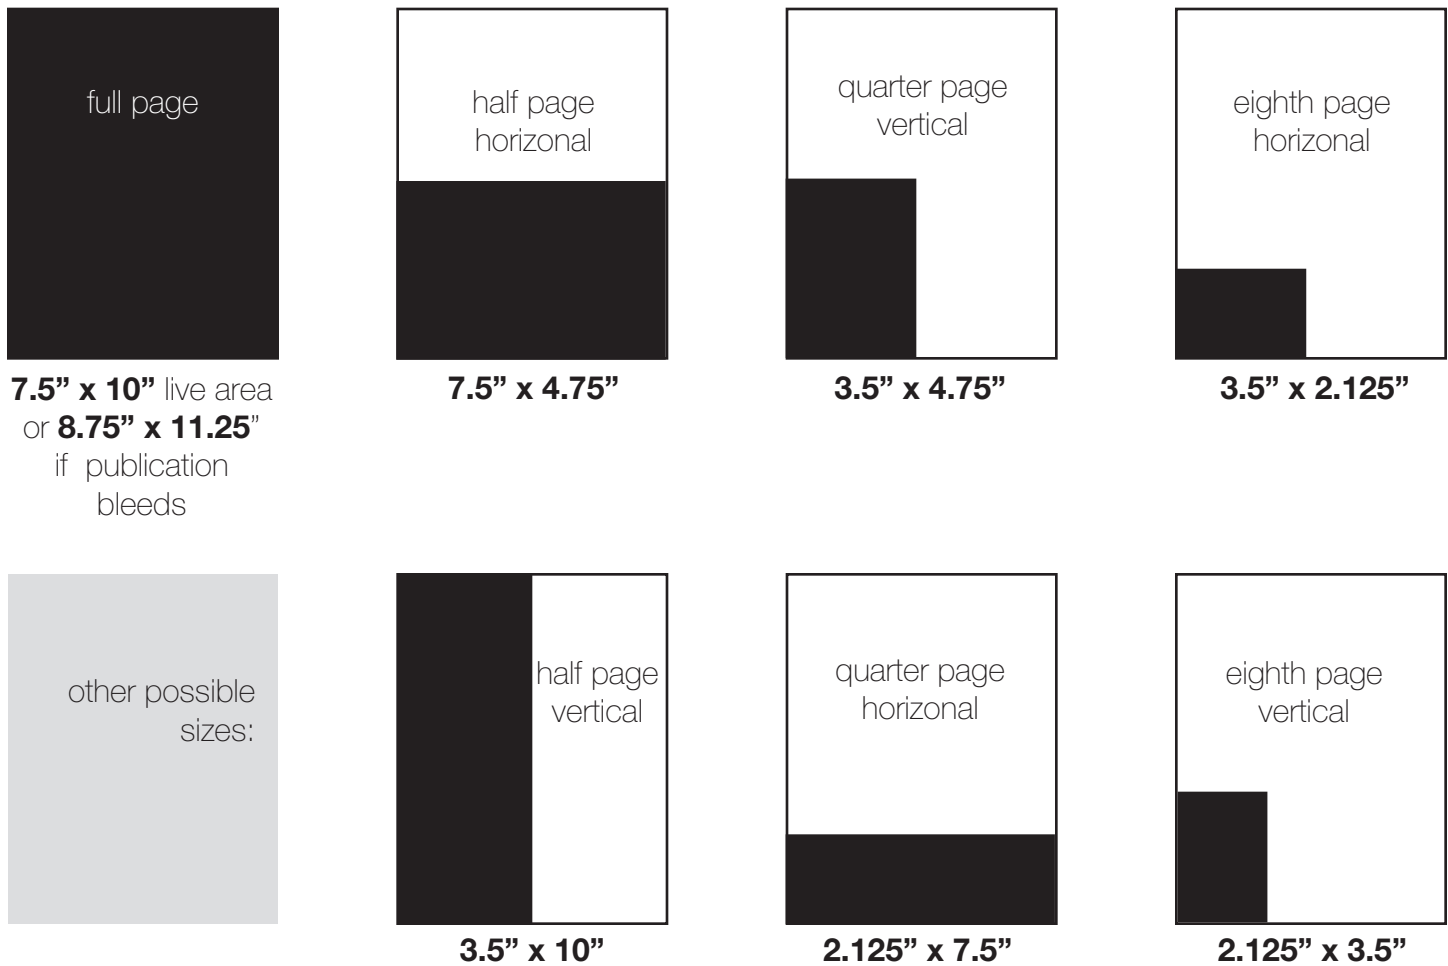 full page
7.5” x 10” live area
or 8.75” x 11.25”
if publication
bleeds
half page
horizonal
7.5” x 4.75”
quarter page
vertical
3.5” x 4.75”
eighth page
horizonal
3.5” x 2.125”
other possible
sizes:
half page
vertical
3.5” x 10”
quarter page
horizonal
2.125” x 7.5”
eighth page
vertical
2.125” x 3.5”